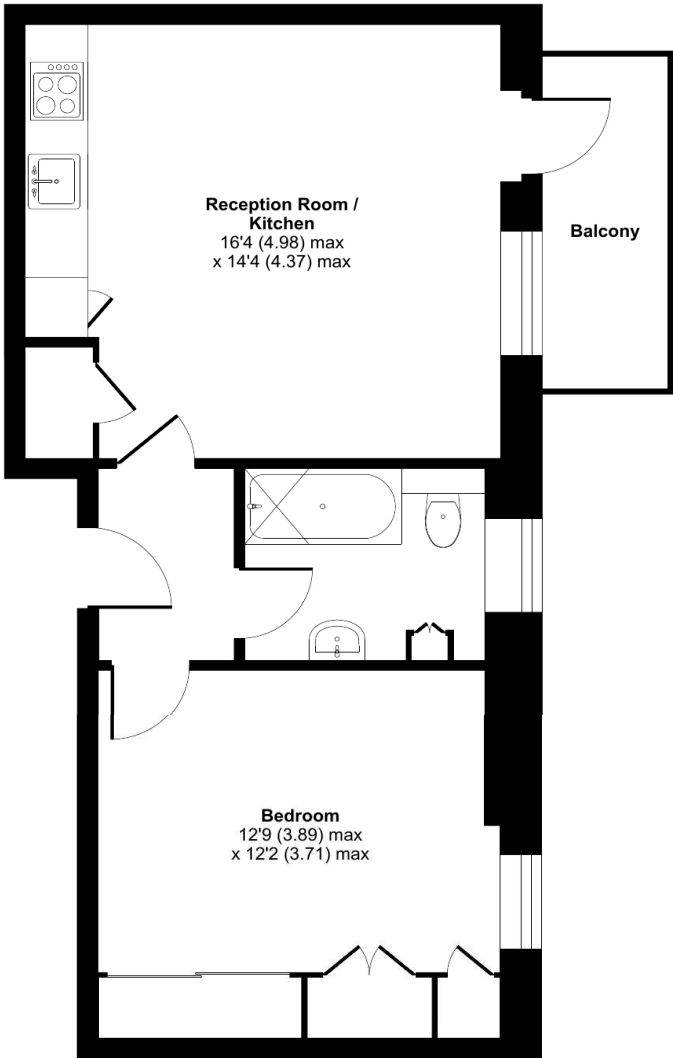 Reception Room /
Kitchen
16'4 (4.98) max
x 14'4 (4.37) max
Balcony
Bedroom
12'9 (3.89) max
x 12'2 (3.71) max